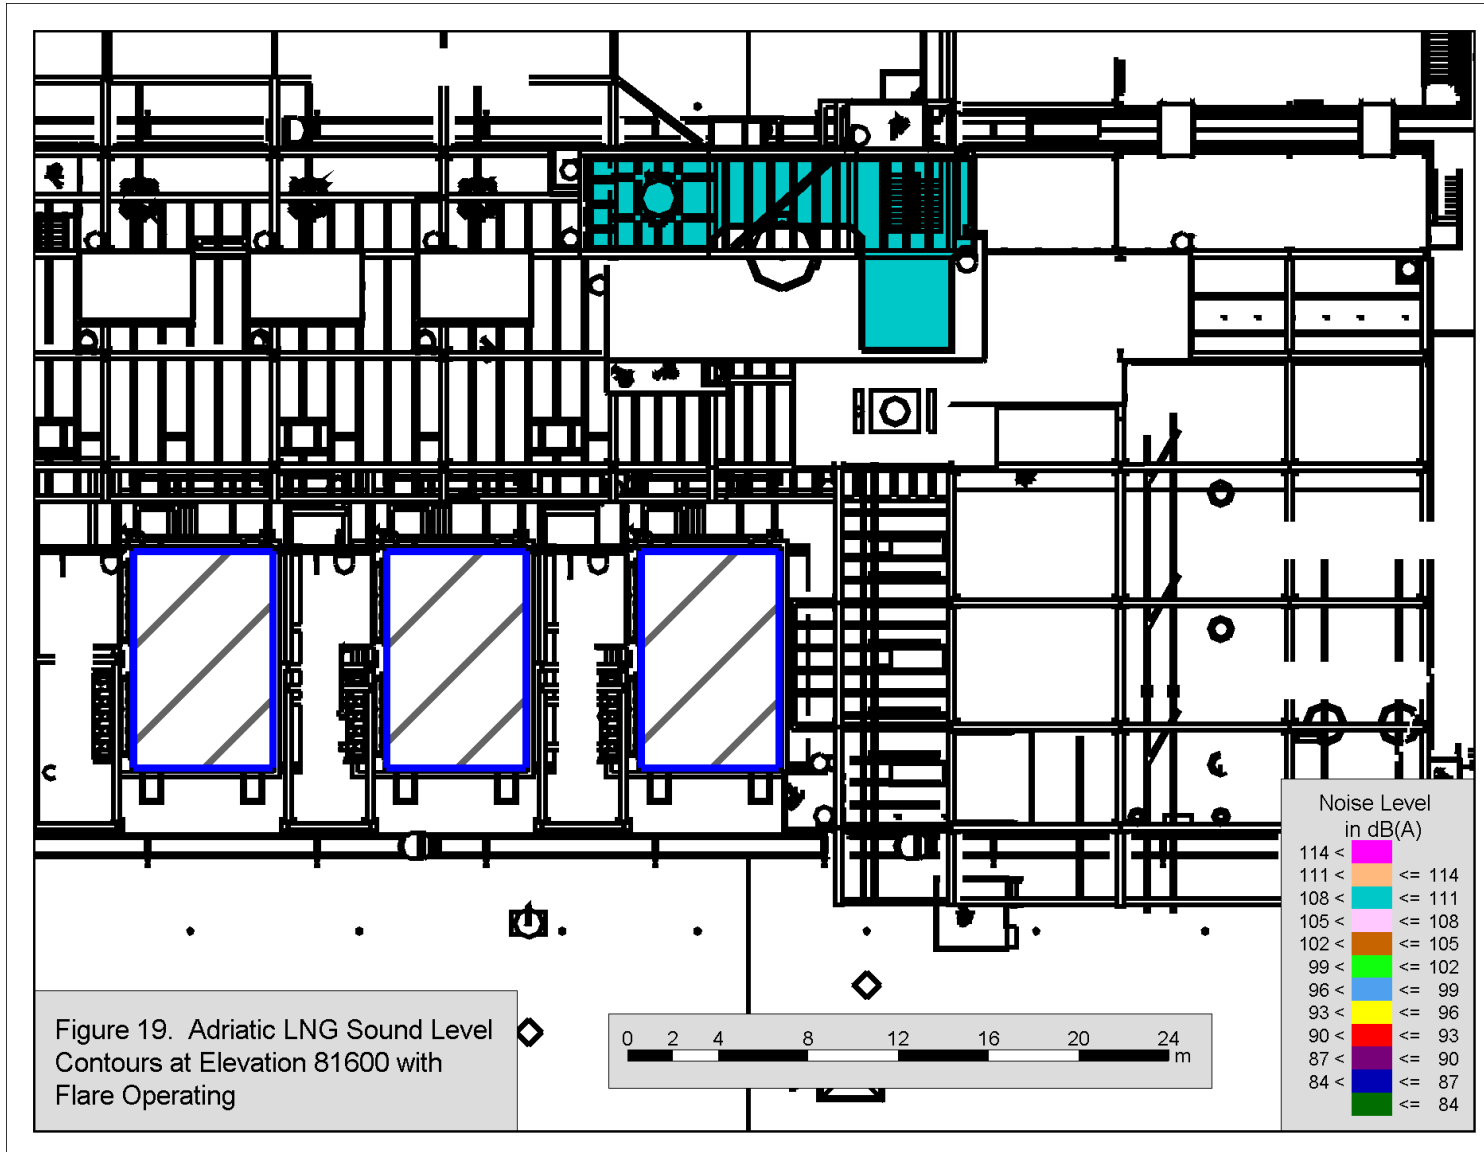 Noise Level
in dB(A)
114 <
111 < <= 114
108 < <= 111
105 < <= 108
102 < <= 105
99 < <= 102
96 < <= 99
93 < <= 96
90 < <= 93
87 < <= 90
84 < <= 87
<= 84
Figure 19. Adriatic LNG Sound Level
Contours at Elevation 81600 with
Flare Operating
0 2 4 8 12 16 20 24
m